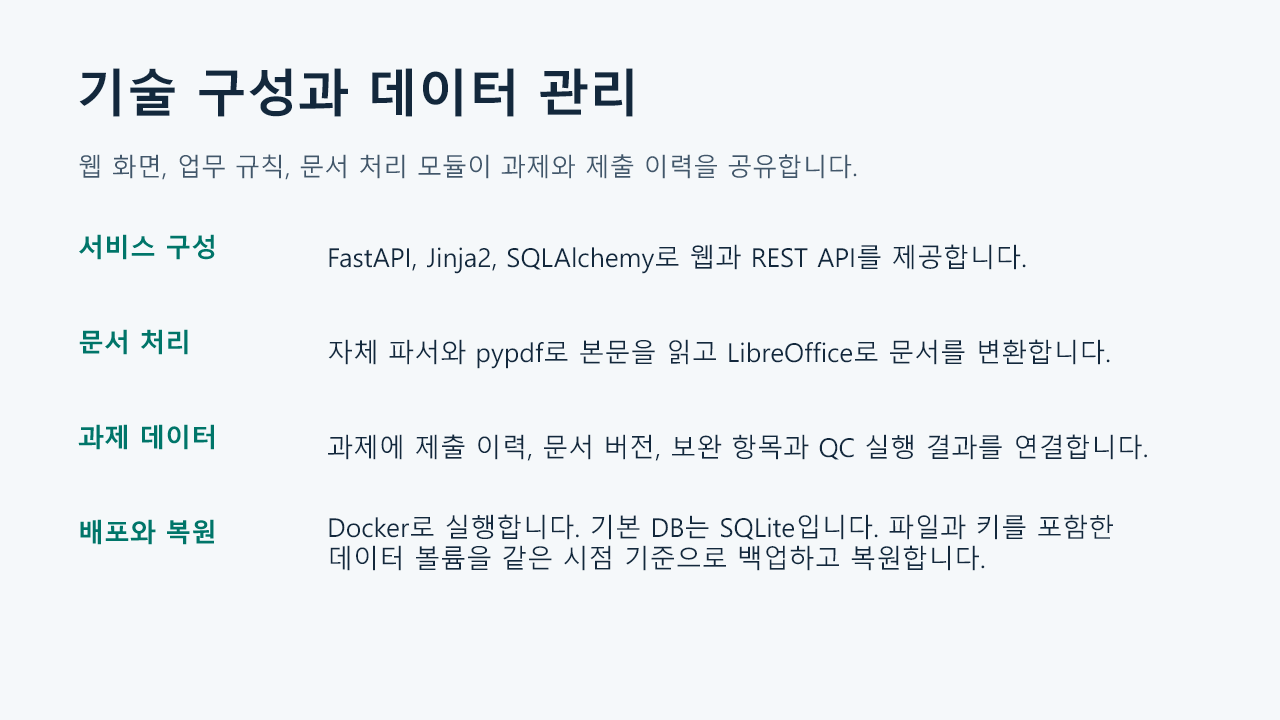 기술 구성과 데이터 관리
웹 화면, 업무 규칙, 문서 처리 모듈이 과제와 제출 이력을 공유합니다.
서비스 구성
FastAPI, Jinja2, SQLAlchemy로 웹과 REST API를 제공합니다.
문서 처리
자체 파서와 pypdf로 본문을 읽고 LibreOffice로 문서를 변환합니다.
과제 데이터
과제에 제출 이력, 문서 버전, 보완 항목과 QC 실행 결과를 연결합니다.
배포와 복원
Docker로 실행합니다. 기본 DB는 SQLite입니다. 파일과 키를 포함한
데이터 볼륨을 같은 시점 기준으로 백업하고 복원합니다.